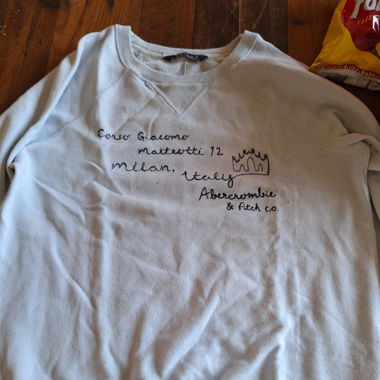 Corso Giacomo
Matteotti 12
Milan, Italy
Abercrombie
& Fitch co.